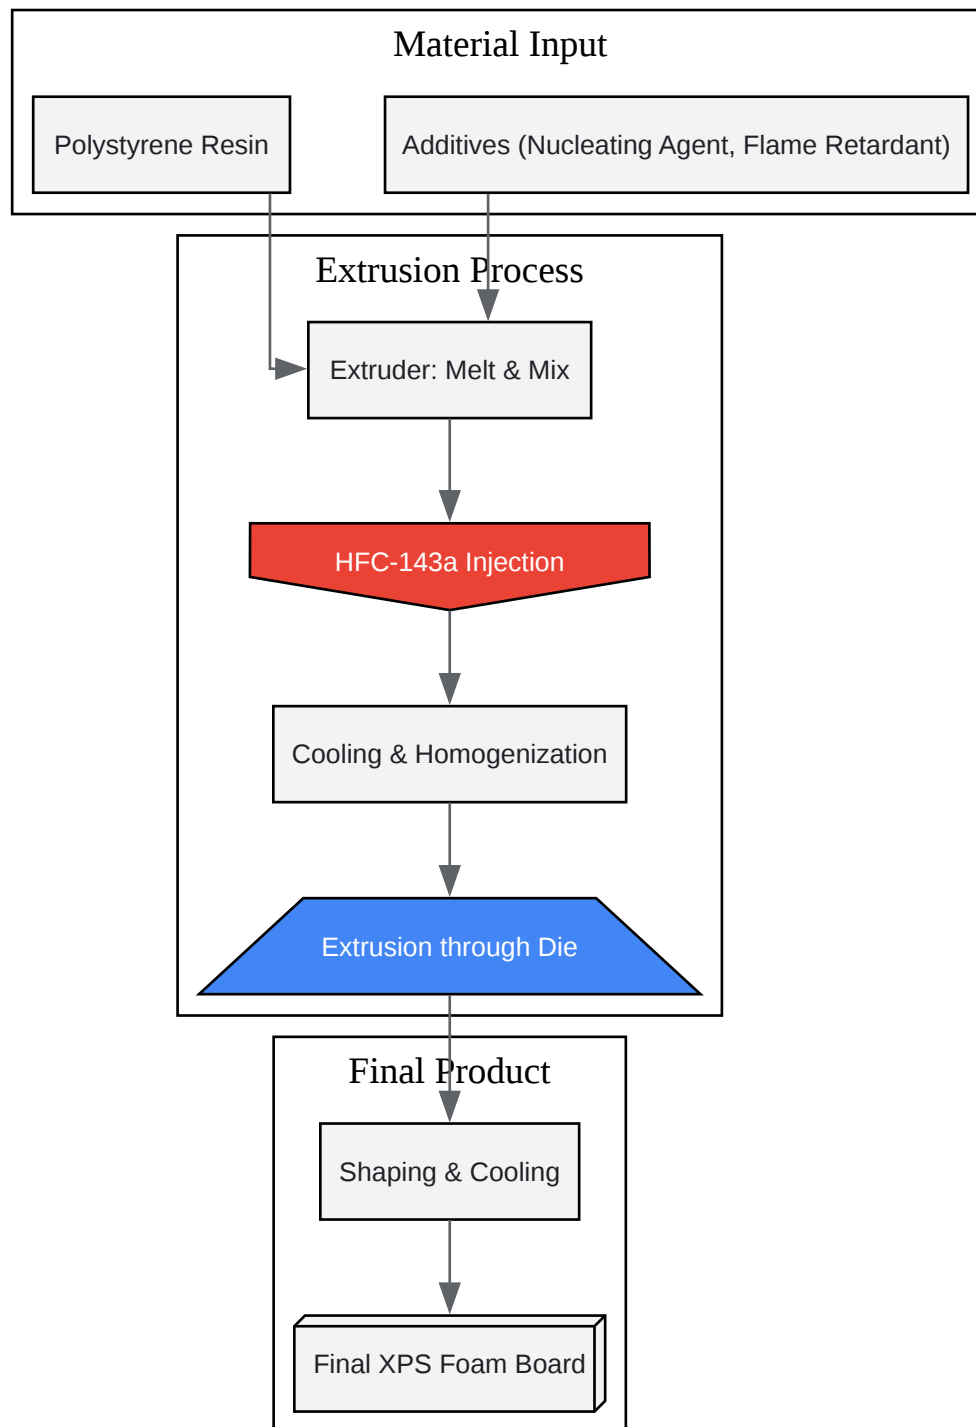 Material Input
Polystyrene Resin
Additives (Nucleating Agent, Flame Retardant)
Extrusion Process
Extruder: Melt & Mix
HFC-143a Injection
Cooling & Homogenization
Extrusion through Die
Final Product
Shaping & Cooling
Final XPS Foam Board